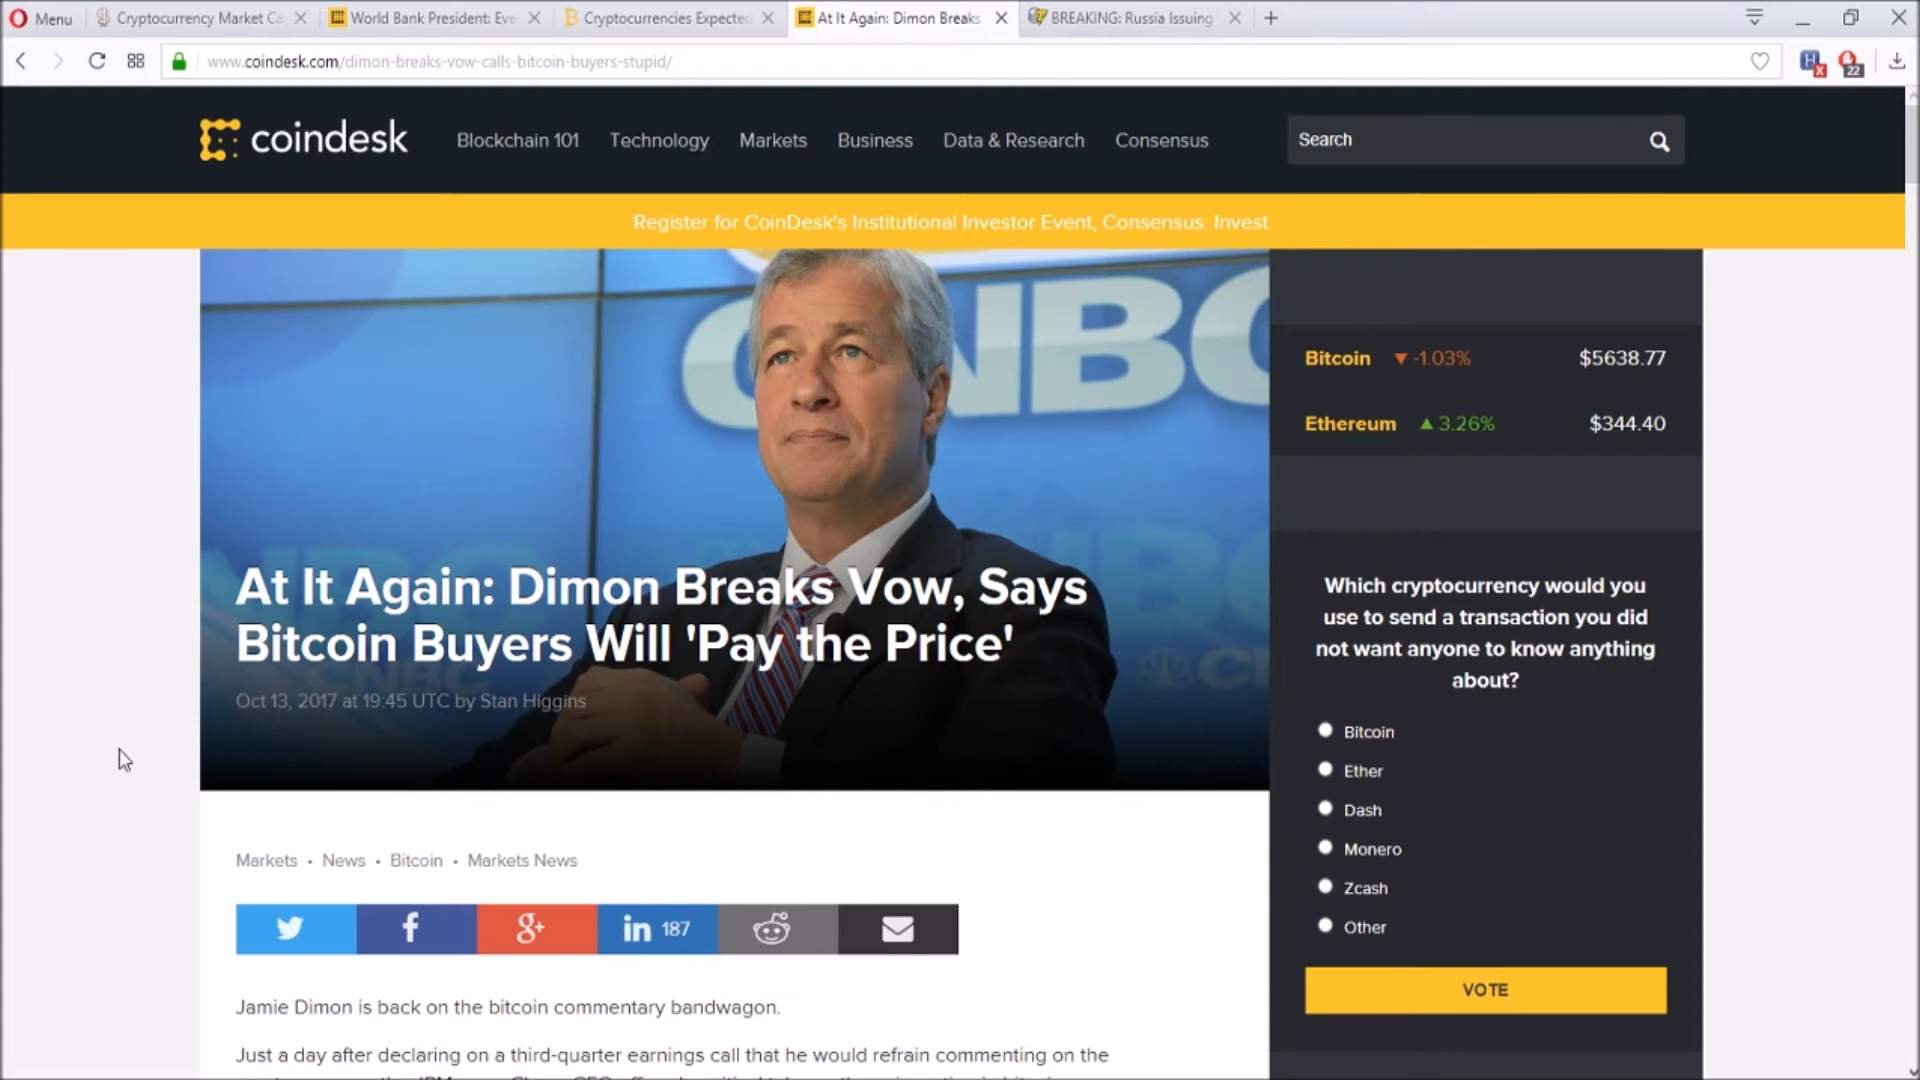 Menu
Cryptocurrency Market Ca
World Bank President: Eve
Cryptocurrencies Expected
At It Again: Dimon Breaks
BREAKING: Russia Issuing
www.coindesk.com/dimon-breaks-vow-calls-bitcoin-buyers-stupid/
22
coindesk
Blockchain 101
Technology
Markets
Business
Data & Research
Consensus
Search
Register for CoinDesk's Institutional Investor Event, Consensus: Invest
CNBC
At It Again: Dimon Breaks Vow, Says
Bitcoin Buyers Will 'Pay the Price'
Oct 13, 2017 at 19:45 UTC by Stan Higgins
Bitcoin ▼ -1.03% $5638.77
Ethereum ▲ 3.26% $344.40
Which cryptocurrency would you
use to send a transaction you did
not want anyone to know anything
about?
Bitcoin
Ether
Dash
Monero
Zcash
Other
VOTE
Markets • News • Bitcoin • Markets News
in 187
Jamie Dimon is back on the bitcoin commentary bandwagon.
Just a day after declaring on a third-quarter earnings call that he would refrain commenting on the